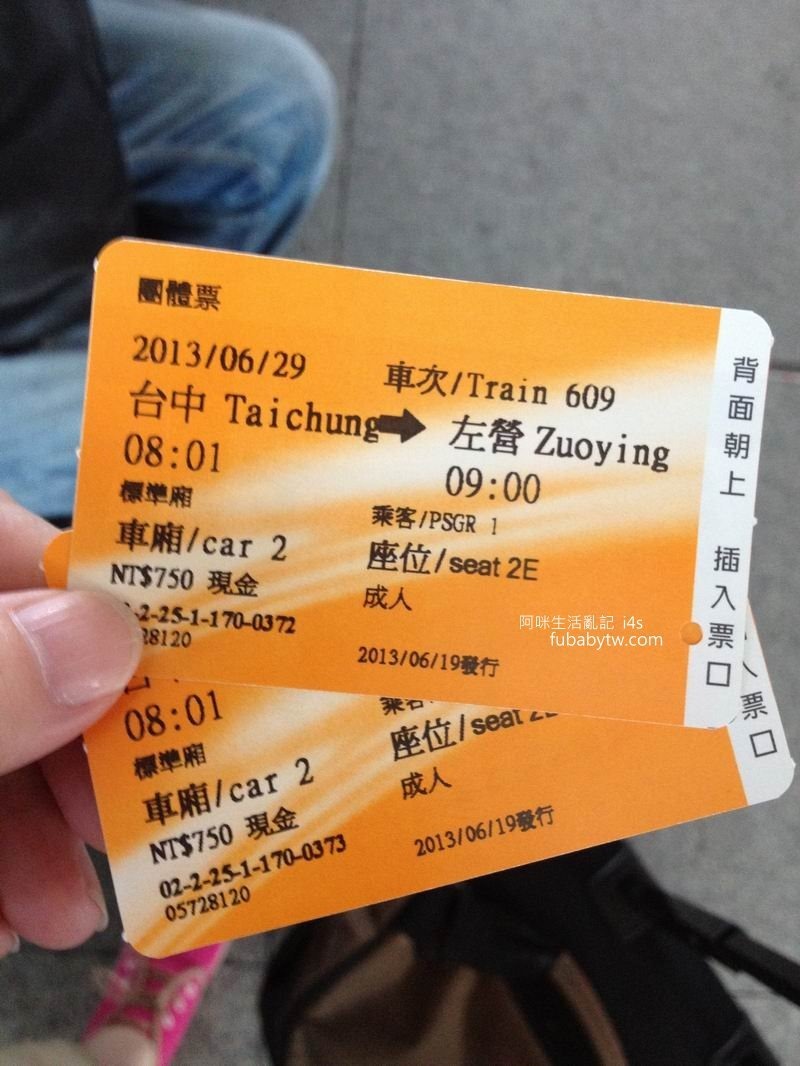 團體票
2013/06/29
車次/Train 609
台中 Taichung
左營 Zuoying
08:01
09:00
標準廂
乘客/PSGR 1
車廂/car 2
座位/seat 2E
NT$750 現金
成人
-2-25-1-170-0372
28120
2013/06/19發行
背面朝上 插入票口
阿咪生活亂記 i4s
fubabytw.com
08:01
標準廂
車廂/car 2
座位/seat 2
NT$750 現金
成人
02-2-25-1-170-0373
05728120
2013/06/19發行
入票口